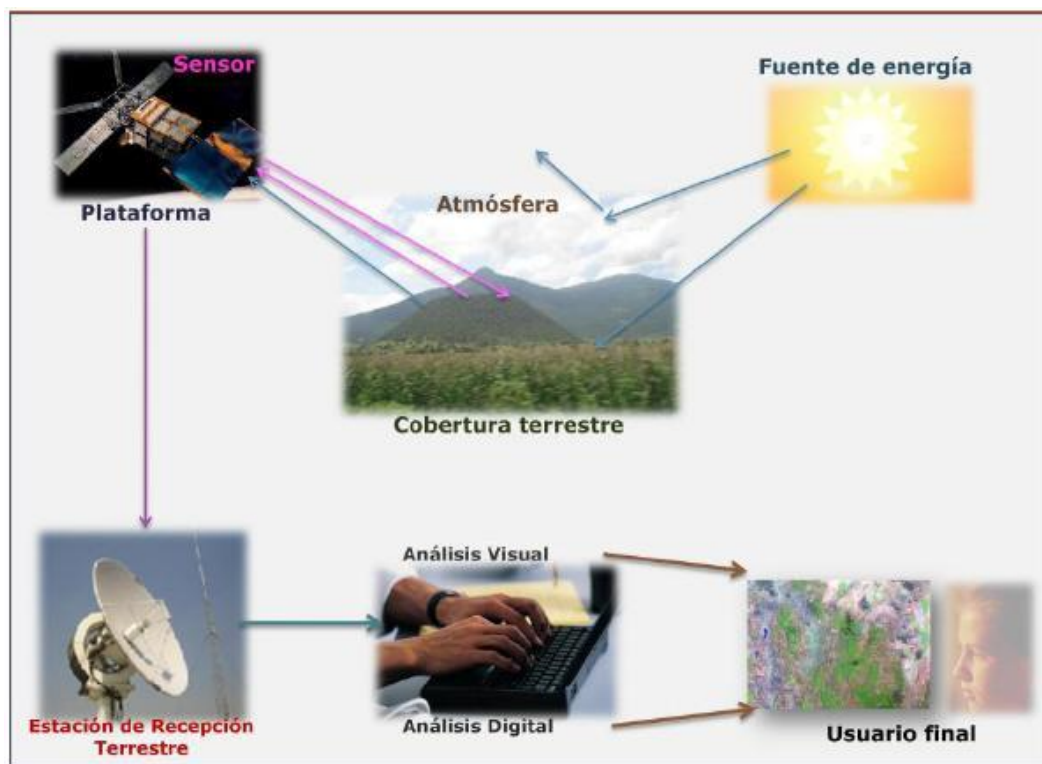 Sensor
Fuente de energía
Plataforma
Atmósfera
Cobertura terrestre
Análisis Visual
Estación de Recepción
Terrestre
Análisis Digital
Usuario final